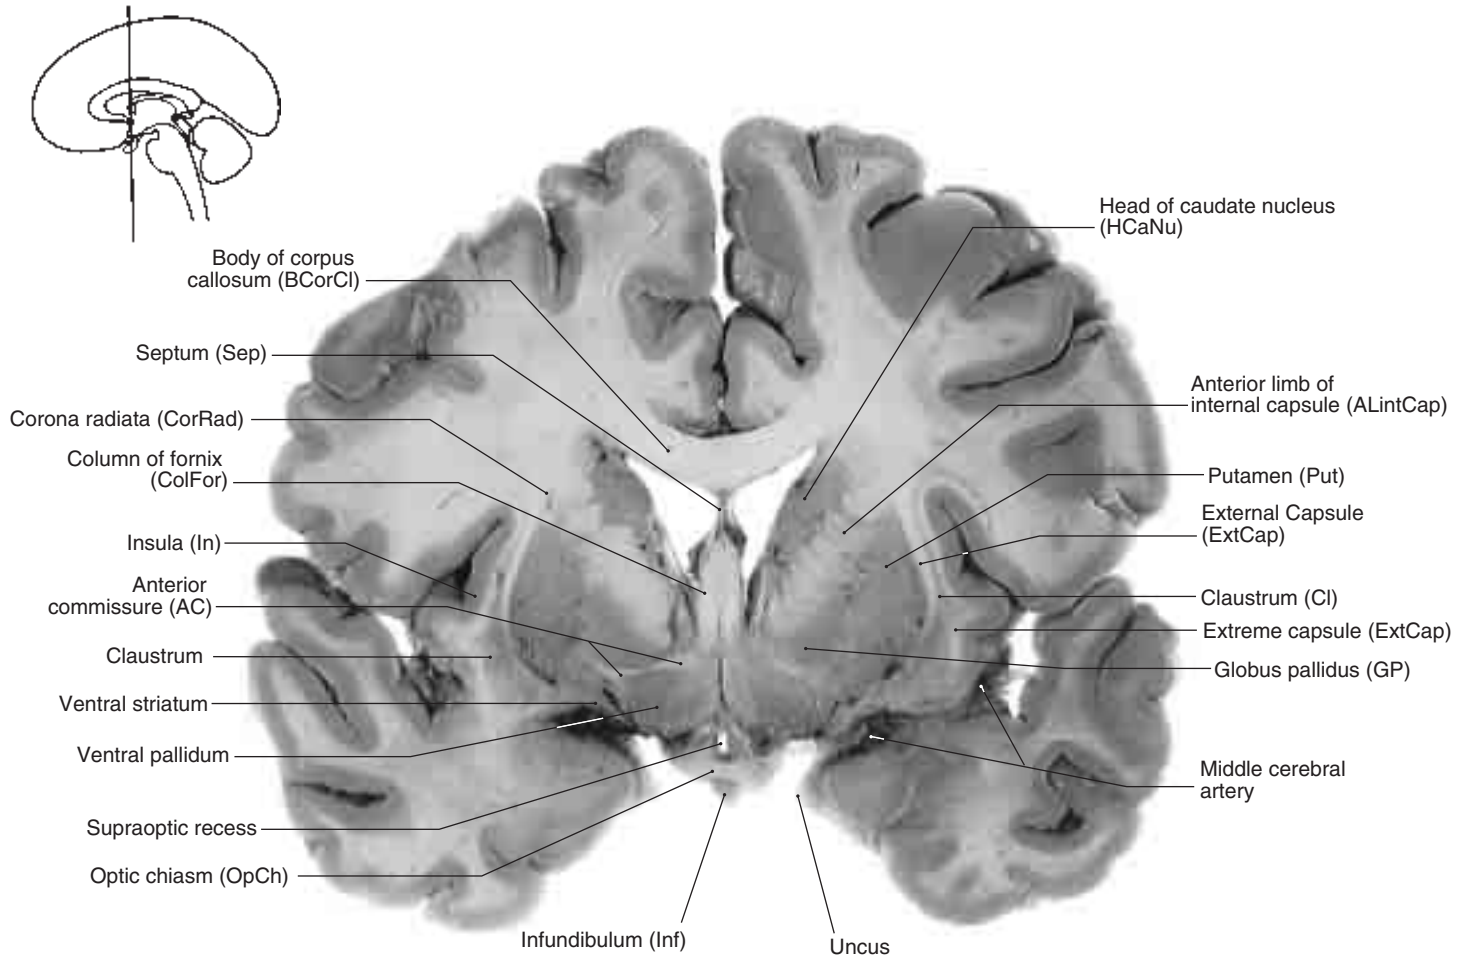 Body of corpus
callosum (BCorCl)
Septum (Sep)
Corona radiata (CorRad)
Column of fornix
(ColFor)
Insula (In)
Anterior
commissure (AC)
Claustrum
Ventral striatum
Ventral pallidum
Supraoptic recess
Optic chiasm (OpCh)
Infundibulum (Inf)
Uncus
Head of caudate nucleus
(HCaNu)
Anterior limb of
internal capsule (ALintCap)
Putamen (Put)
External Capsule
(ExtCap)
Claustrum (Cl)
Extreme capsule (ExtCap)
Globus pallidus (GP)
Middle cerebral
artery